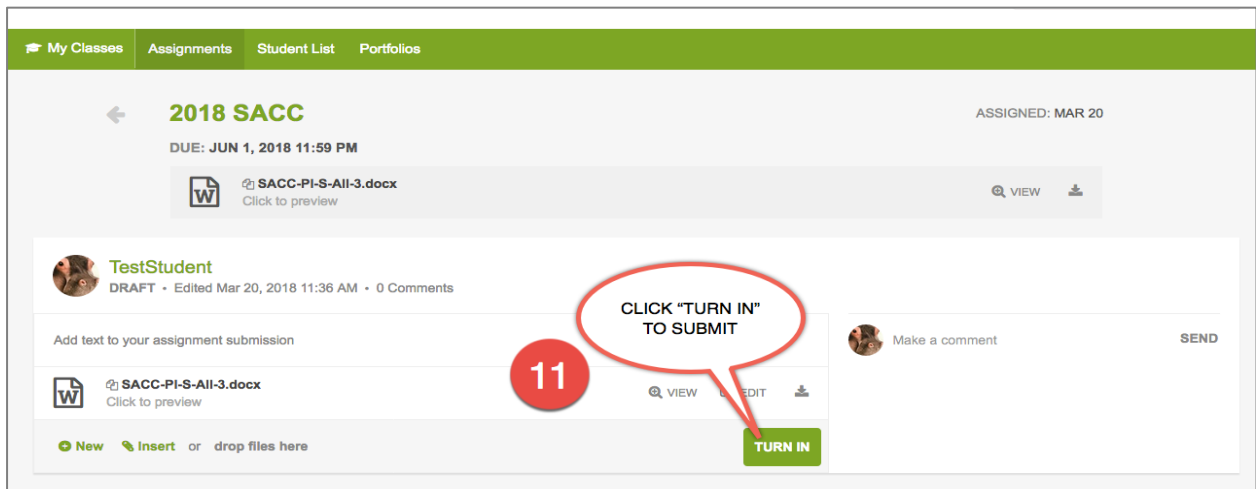 My Classes Assignments Student List Portfolios
2018 SACC
ASSIGNED: MAR 20
DUE: JUN 1, 2018 11:59 PM
SACC-PI-S-All-3.docx
Click to preview
VIEW
TestStudent
DRAFT • Edited Mar 20, 2018 11:36 AM • 0 Comments
CLICK “TURN IN”
TO SUBMIT
Add text to your assignment submission
Make a comment
SEND
11
SACC-PI-S-All-3.docx
Click to preview
VIEW
EDIT
New Insert or drop files here
TURN IN